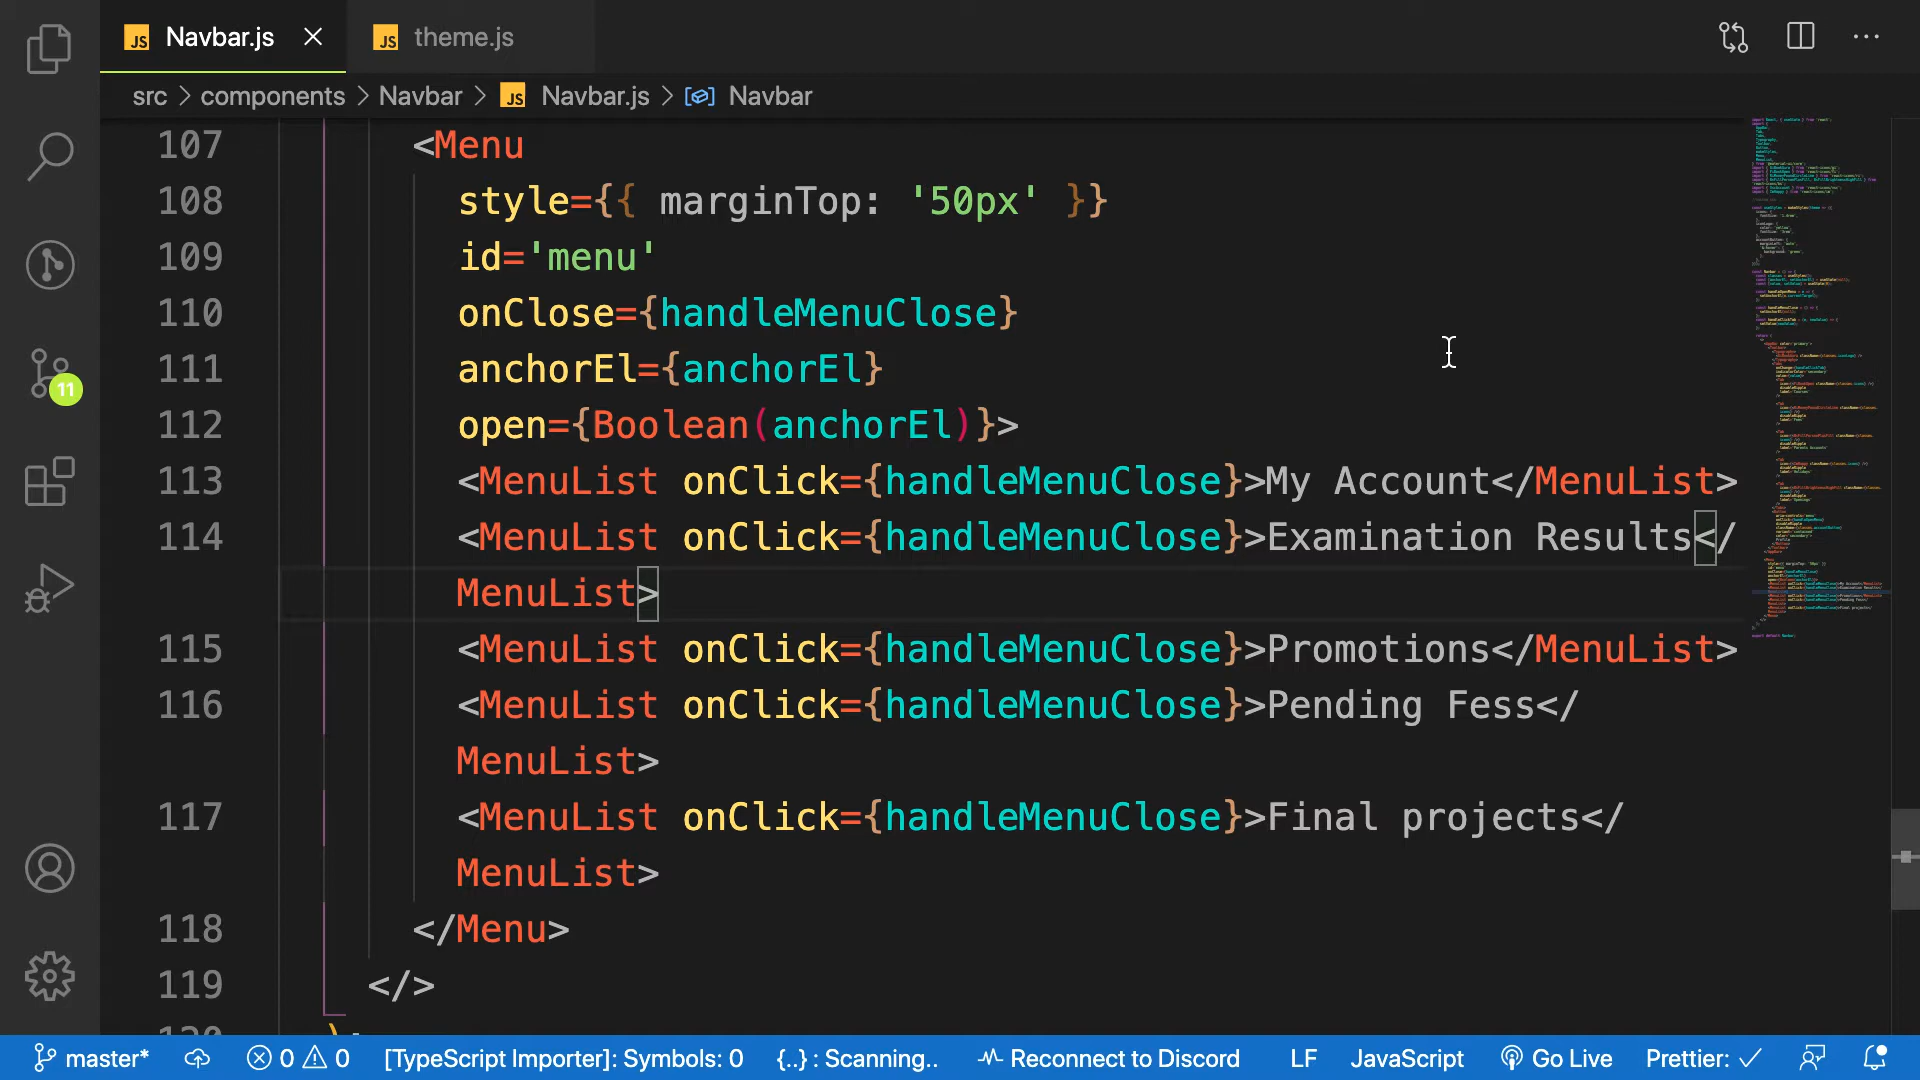 JS Navbar.js
JS theme.js
src > components > Navbar > JS Navbar.js > Navbar
107 <Menu
108 style={{ marginTop: '50px' }}
109 id='menu'
110 onClose={handleMenuClose}
111 anchorEl={anchorEl}
112 open={Boolean(anchorEl)}>
113 <MenuList onClick={handleMenuClose}>My Account</MenuList>
114 <MenuList onClick={handleMenuClose}>Examination Results</
MenuList>
115 <MenuList onClick={handleMenuClose}>Promotions</MenuList>
116 <MenuList onClick={handleMenuClose}>Pending Fess</
MenuList>
117 <MenuList onClick={handleMenuClose}>Final projects</
MenuList>
118 </Menu>
119 </>
11
master* 0 0 [TypeScript Importer]: Symbols: 0 {..} : Scanning.. Reconnect to Discord LF JavaScript Go Live Prettier: ✓